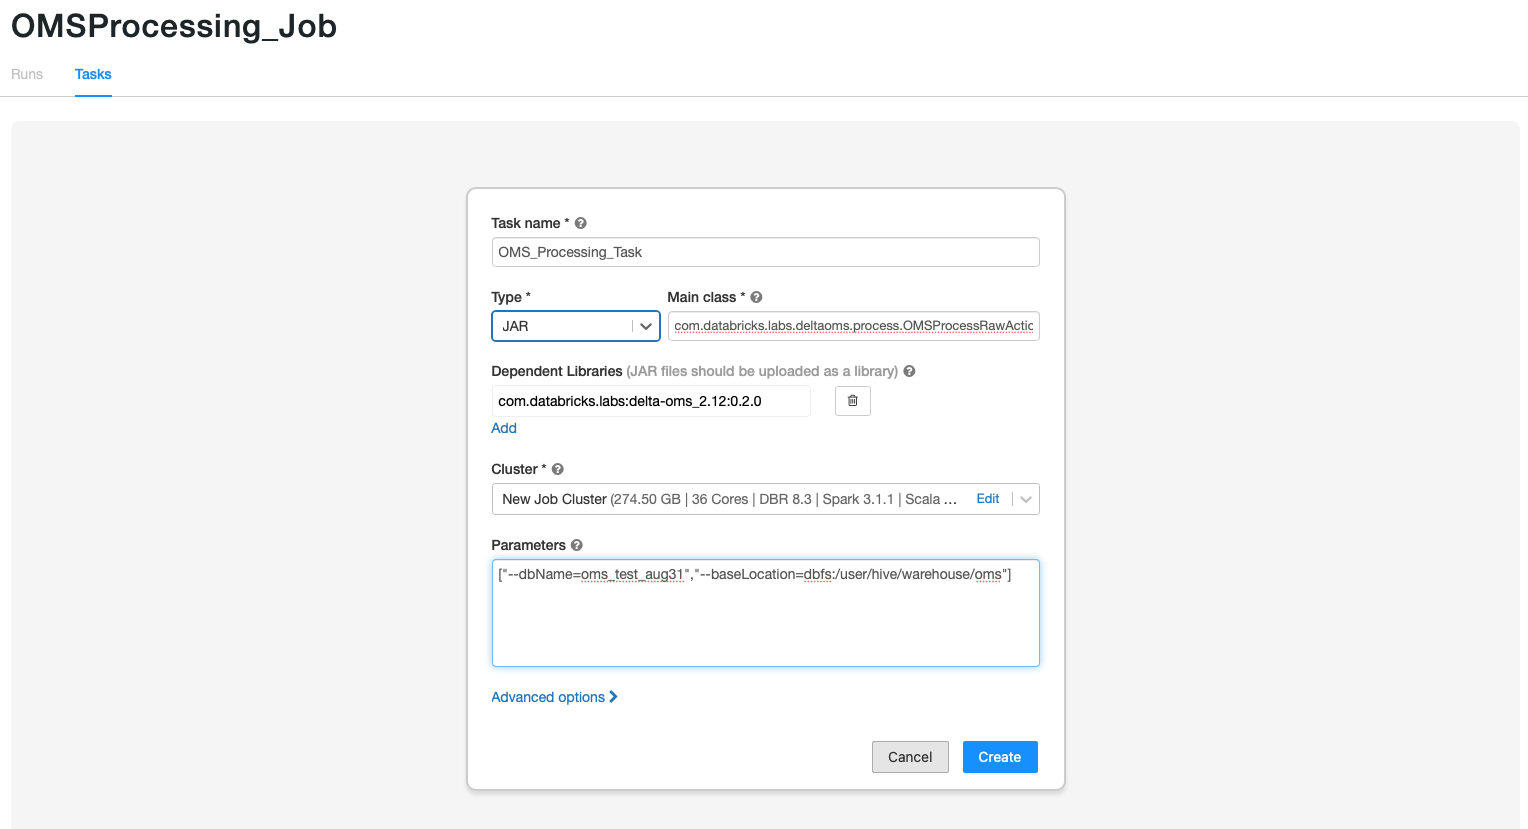 OMSProcessing_Job
Runs Tasks
Task name *
OMS_Processing_Task
Type * Main class *
JAR com.databricks.labs.deltaoms.process.OMSProcessRawActic
Dependent Libraries (JAR files should be uploaded as a library)
com.databricks.labs:delta-oms_2.12:0.2.0
Add
Cluster *
New Job Cluster (274.50 GB | 36 Cores | DBR 8.3 | Spark 3.1.1 | Scala ... Edit
Parameters
["--dbName=oms_test_aug31","--baseLocation=dbfs:/user/hive/warehouse/oms"]
Advanced options
Cancel Create